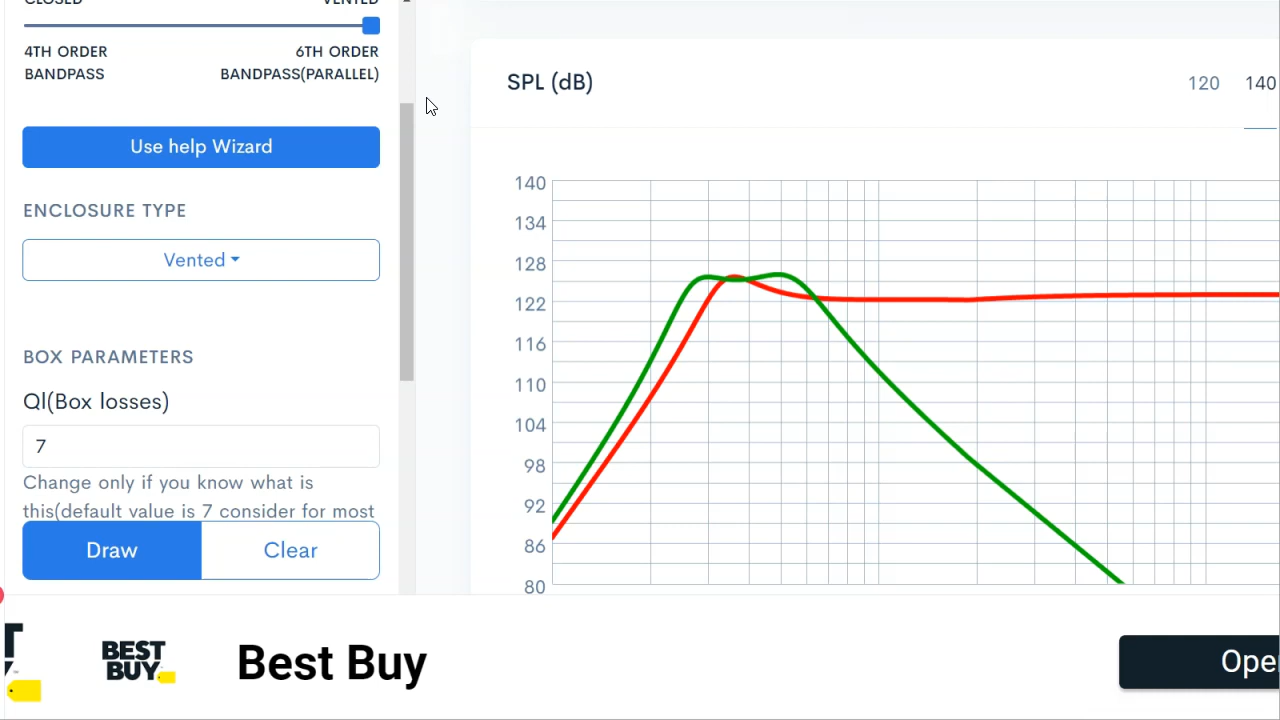 CLOSED
VENTED
4TH ORDER
BANDPASS
6TH ORDER
BANDPASS(PARALLEL)
Use help Wizard
ENCLOSURE TYPE
Vented
BOX PARAMETERS
Ql(Box losses)
7
Change only if you know what is
this(default value is 7 consider for most
Draw
Clear
SPL (dB)
120
140
140
134
128
122
116
110
104
98
92
86
80
BEST
BUY
Best Buy